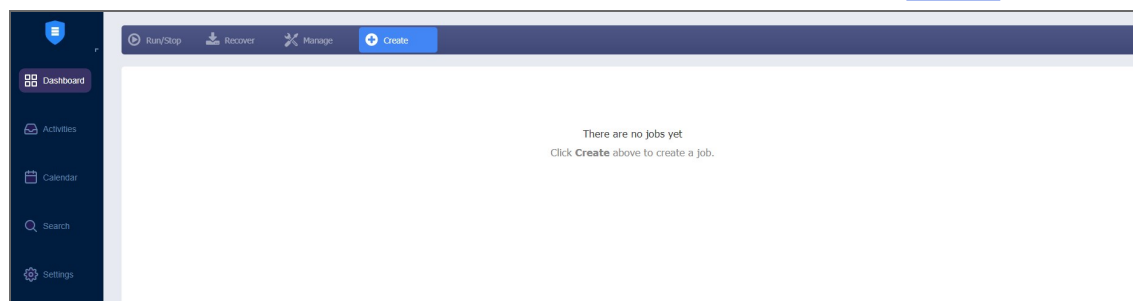 Run/Stop Recover Manage Create
Dashboard
Activities
Calendar
Search
Settings
There are no jobs yet
Click Create above to create a job.